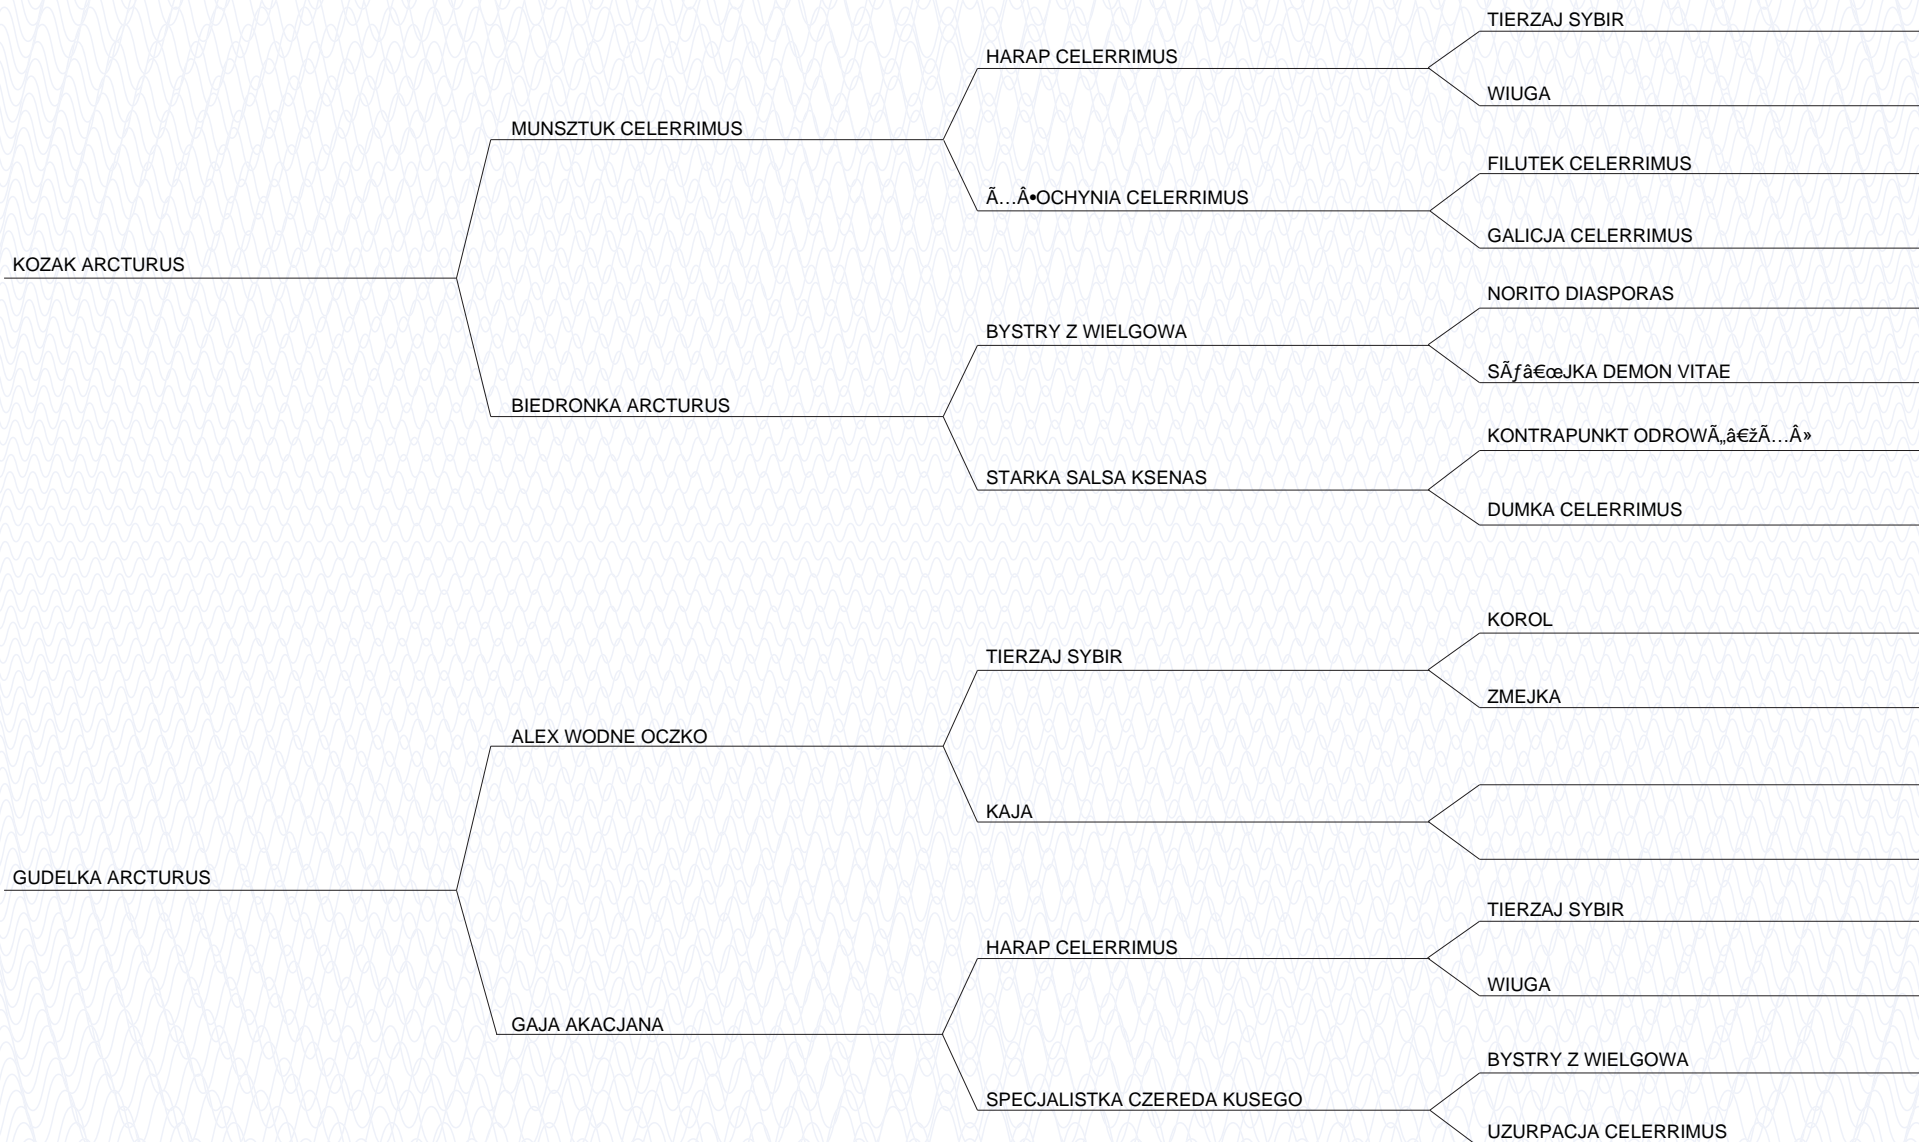 TIERZAJ SYBIR
HARAP CELERRIMUS
WIUGA
MUNSZTUK CELERRIMUS
FILUTEK CELERRIMUS
Ã…Â•OCHYNIA CELERRIMUS
GALICJA CELERRIMUS
KOZAK ARCTURUS
NORITO DIASPORAS
BYSTRY Z WIELGOWA
SÃƒâ€œJKA DEMON VITAE
BIEDRONKA ARCTURUS
KONTRAPUNKT ODROWÃ„â€žÃ…Â»
STARKA SALSA KSENAS
DUMKA CELERRIMUS
KOROL
TIERZAJ SYBIR
ZMEJKA
ALEX WODNE OCZKO
KAJA
GUDELKA ARCTURUS
TIERZAJ SYBIR
HARAP CELERRIMUS
WIUGA
GAJA AKACJANA
BYSTRY Z WIELGOWA
SPECJALISTKA CZEREDA KUSEGO
UZURPACJA CELERRIMUS